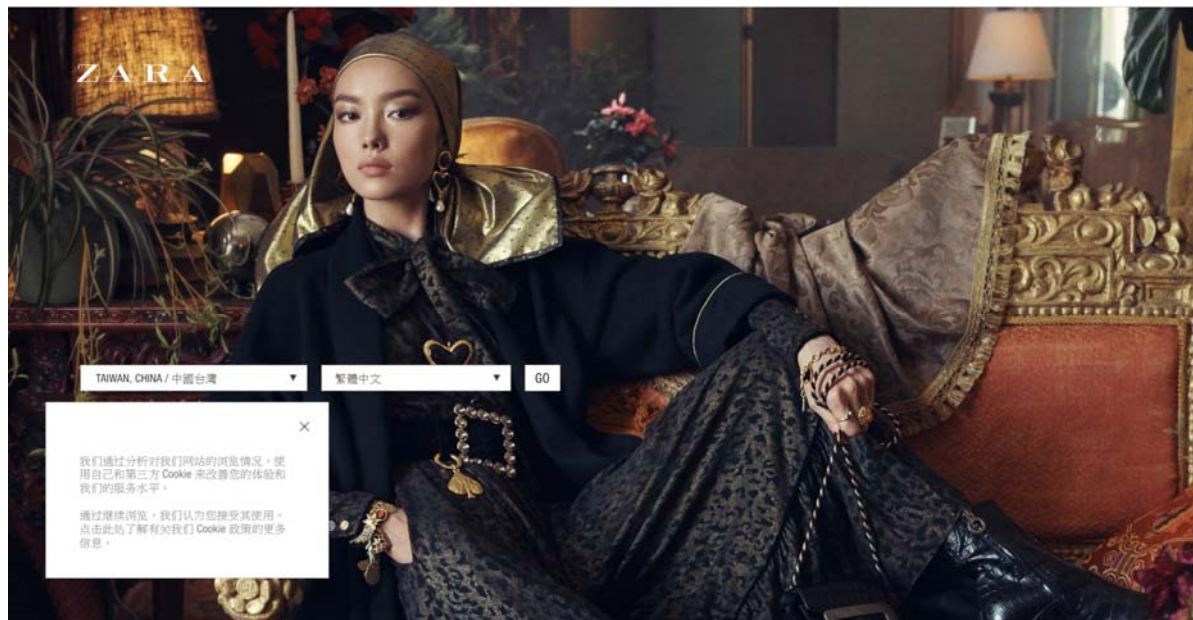 ZARA
TAIWAN, CHINA / 中國台灣
繁體中文
GO
我们通过分析对我们网站的浏览情况，使
用自己和第三方 Cookie 来改善您的体验和
我们的服务水平。
通过继续浏览，我们认为您接受其使用。
点击此处了解有关我们 Cookie 政策的更多
信息。